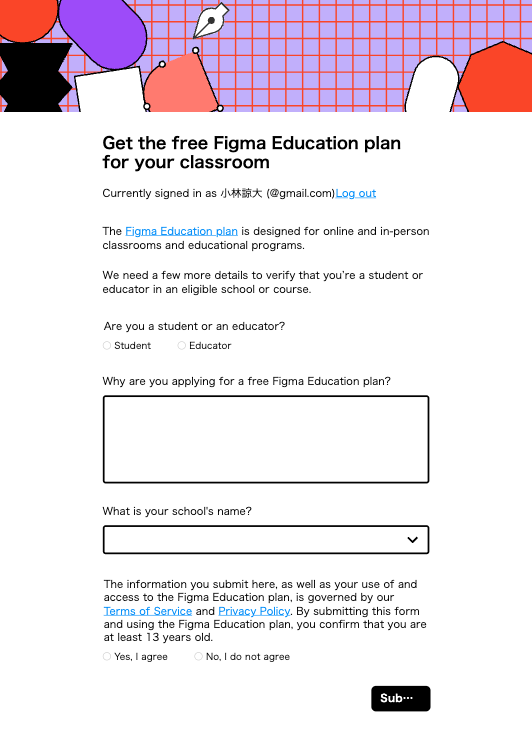 Get the free Figma Education plan
for your classroom
Currently signed in as 小林諒大 (@gmail.com)Log out
The Figma Education plan is designed for online and in-person
classrooms and educational programs.
We need a few more details to verify that you're a student or
educator in an eligible school or course.
Are you a student or an educator?
Student Educator
Why are you applying for a free Figma Education plan?
What is your school's name?
The information you submit here, as well as your use of and
access to the Figma Education plan, is governed by our
Terms of Service and Privacy Policy. By submitting this form
and using the Figma Education plan, you confirm that you are
at least 13 years old.
Yes, I agree No, I do not agree
Sub…